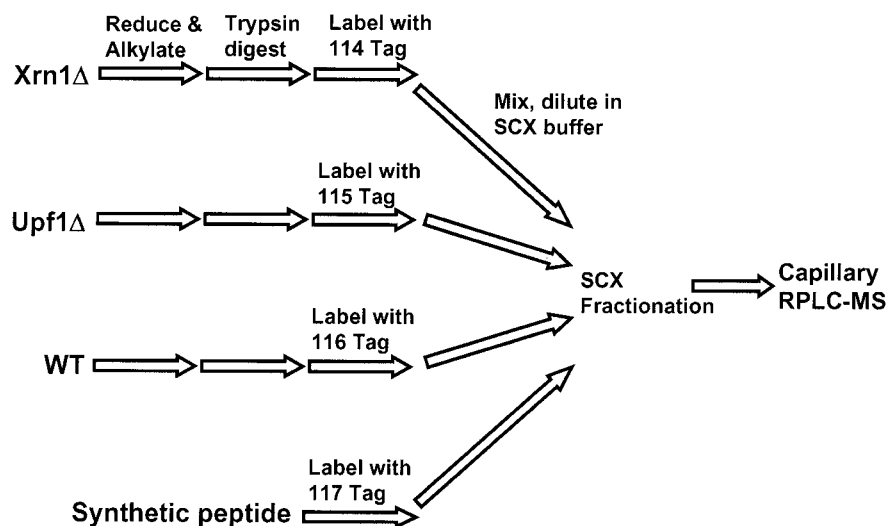 Reduce &
Alkylate
Trypsin
digest
Label with
114 Tag
Xrn1Δ
Mix, dilute in
SCX buffer
Label with
115 Tag
Upf1Δ
SCX
Fractionation
Capillary
RPLC-MS
Label with
116 Tag
WT
Label with
117 Tag
Synthetic peptide